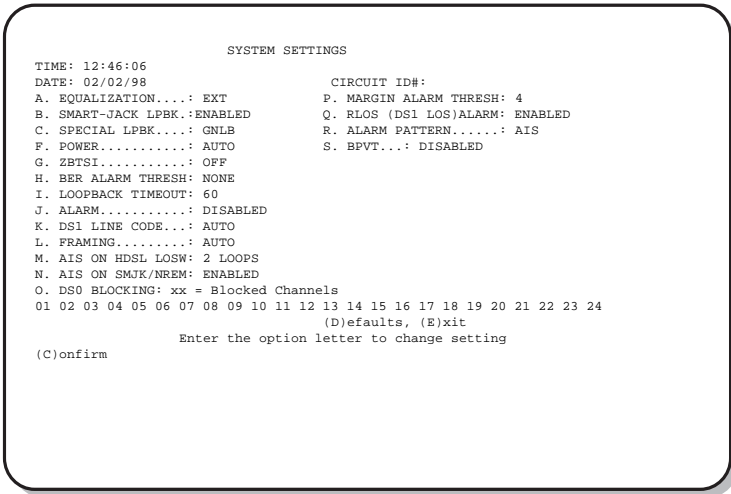 SYSTEM SETTINGS
TIME: 12:46:06
DATE: 02/02/98 CIRCUIT ID#:
A. EQUALIZATION....: EXT P. MARGIN ALARM THRESH: 4
B. SMART-JACK LPBK.:ENABLED Q. RLOS (DS1 LOS)ALARM: ENABLED
C. SPECIAL LPBK....: GNLB R. ALARM PATTERN......: AIS
F. POWER...........: AUTO S. BPVT...: DISABLED
G. ZBTSI...........: OFF
H. BER ALARM THRESH: NONE
I. LOOPBACK TIMEOUT: 60
J. ALARM...........: DISABLED
K. DS1 LINE CODE...: AUTO
L. FRAMING.........: AUTO
M. AIS ON HDSL LOSW: 2 LOOPS
N. AIS ON SMJK/NREM: ENABLED
O. DS0 BLOCKING: xx = Blocked Channels
01 02 03 04 05 06 07 08 09 10 11 12 13 14 15 16 17 18 19 20 21 22 23 24
(D)efaults, (E)xit
Enter the option letter to change setting
(C)onfirm